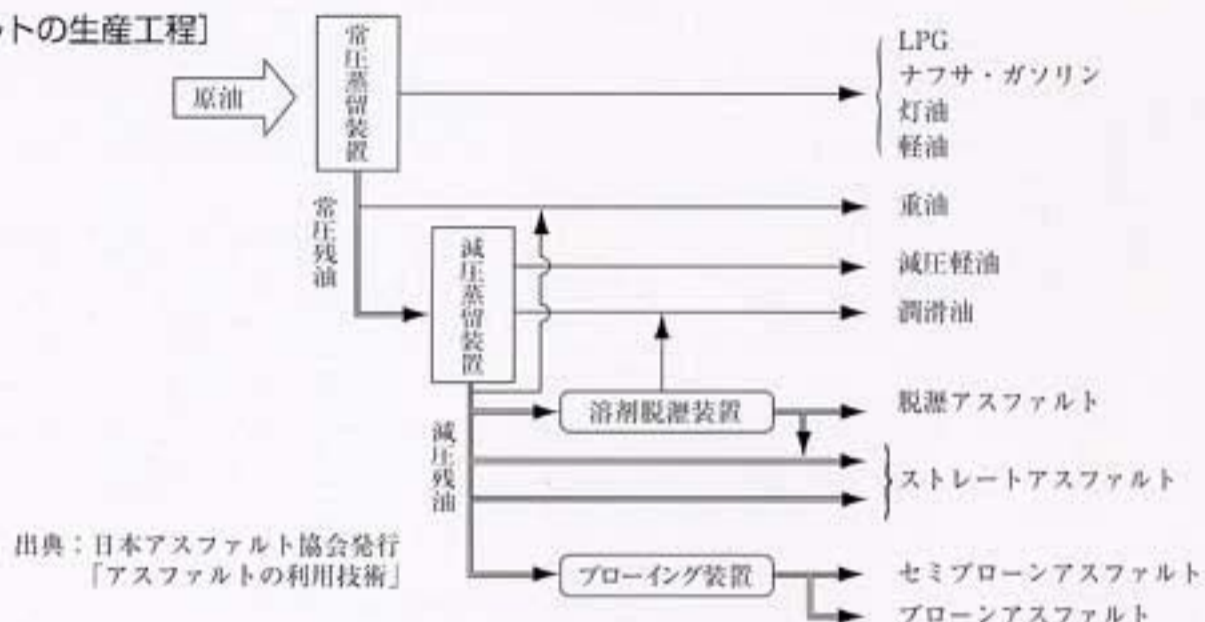 ルトの生産工程]
原油
常圧蒸留装置
LPG
ナフサ・ガソリン
灯油
軽油
常圧残油
重油
減圧蒸留装置
減圧軽油
潤滑油
溶剤脱瀝装置
脱瀝アスファルト
減圧残油
ストレートアスファルト
ブローイング装置
セミブローンアスファルト
ブローンアスファルト
出典：日本アスファルト協会発行
「アスファルトの利用技術」